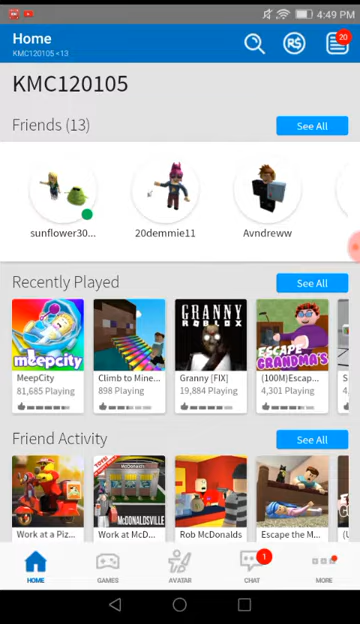 4:49 PM
Home
KMC120105 <13
R$
20
KMC120105
Friends (13)
See All
sunflower30...
20demmie11
Avndreww
Recently Played
See All
meepcity
GRANNY
ROBLOX
ESCAPE
GRANDMA'S
MeepCity
Climb to Mine...
Granny [FIX]
(100M)Escap...
S
81,685 Playing
898 Playing
19,884 Playing
4,301 Playing
4
Friend Activity
See All
McDonalds
McDONALDSVILLE
Work at a Piz...
Work at McD...
Rob McDonalds
Escape the M...
(U
1
HOME
GAMES
AVATAR
CHAT
MORE